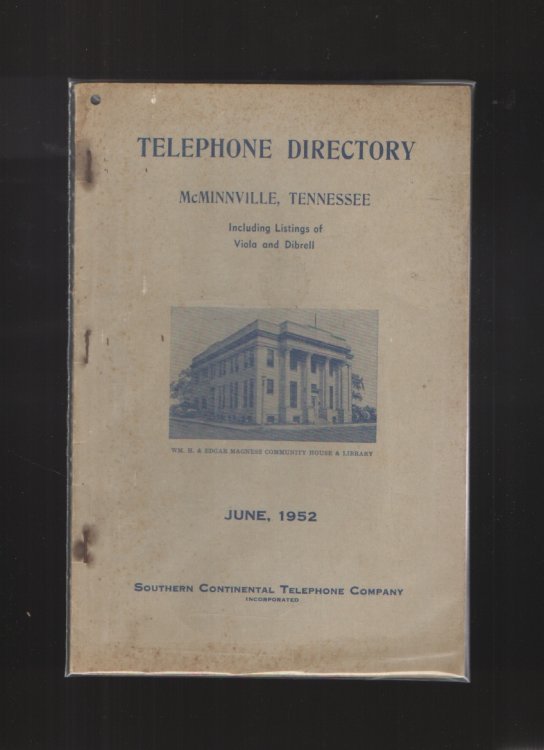 TELEPHONE DIRECTORY
McMINNVILLE, TENNESSEE
Including Listings of
Viola and Dibrell
WM. H. & EDGAR MAGNESS COMMUNITY HOUSE & LIBRARY
JUNE, 1952
SOUTHERN CONTINENTAL TELEPHONE COMPANY
INCORPORATED